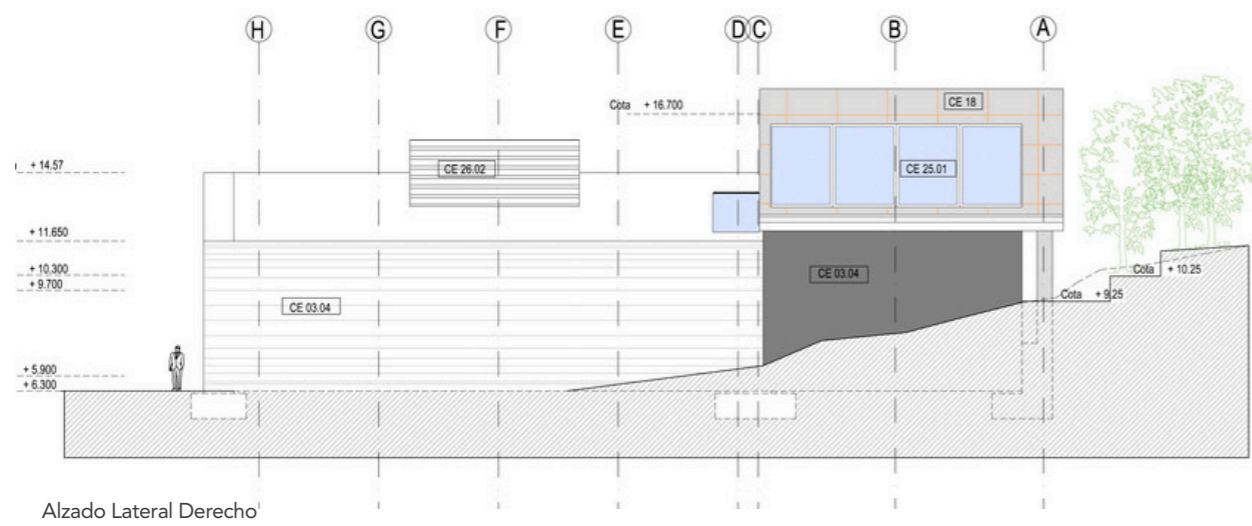 H G F E D C B A
Cota + 16.700
CE 18
+ 14.57
CE 26.02
CE 25.01
+ 11.650
+ 10.300
CE 03.04
Cota + 10.25
+ 9.700
Cota + 9.25
CE 03.04
+ 5.900
+ 6.300
Alzado Lateral Derecho